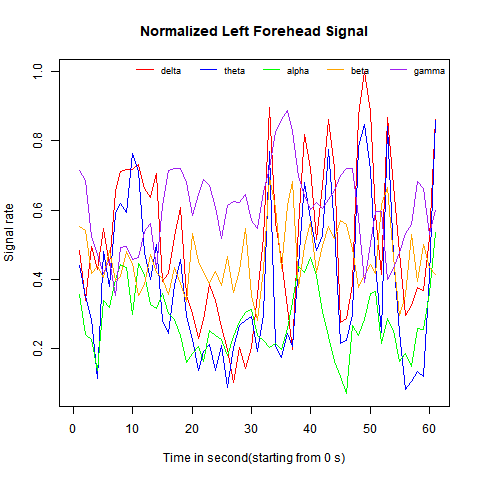 Normalized Left Forehead Signal
delta theta alpha beta gamma
Signal rate
1.0
0.8
0.6
0.4
0.2
0 10 20 30 40 50 60
Time in second(starting from 0 s)